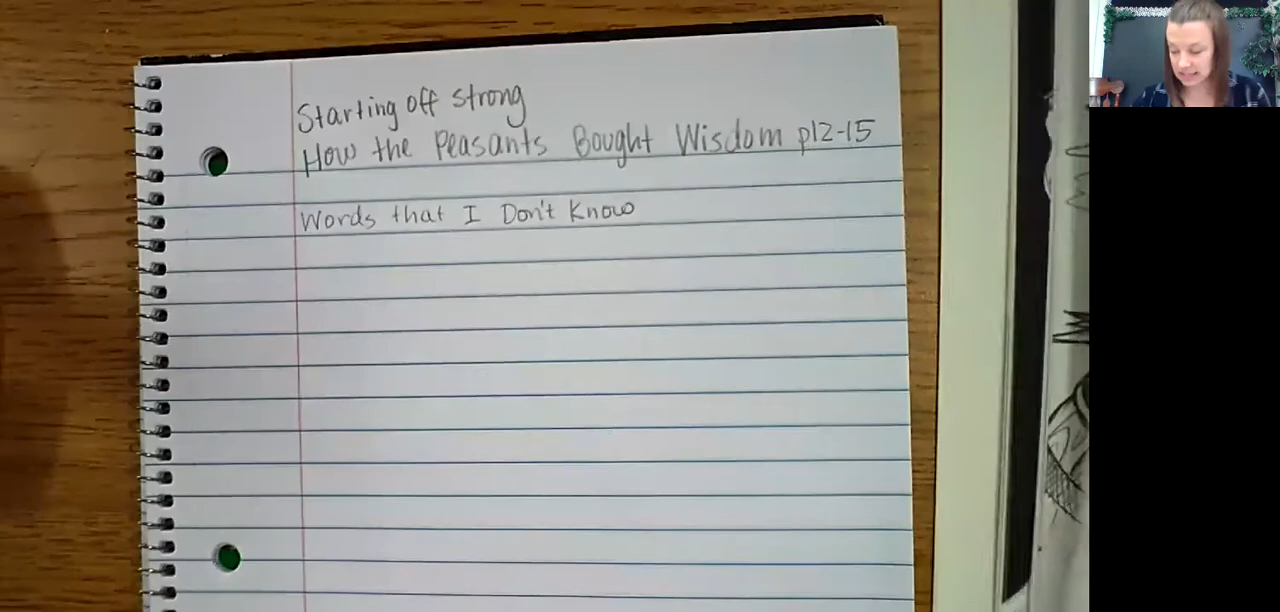 Starting off strong
How the Peasants Bought Wisdom p12-15
Words that I Don't Know